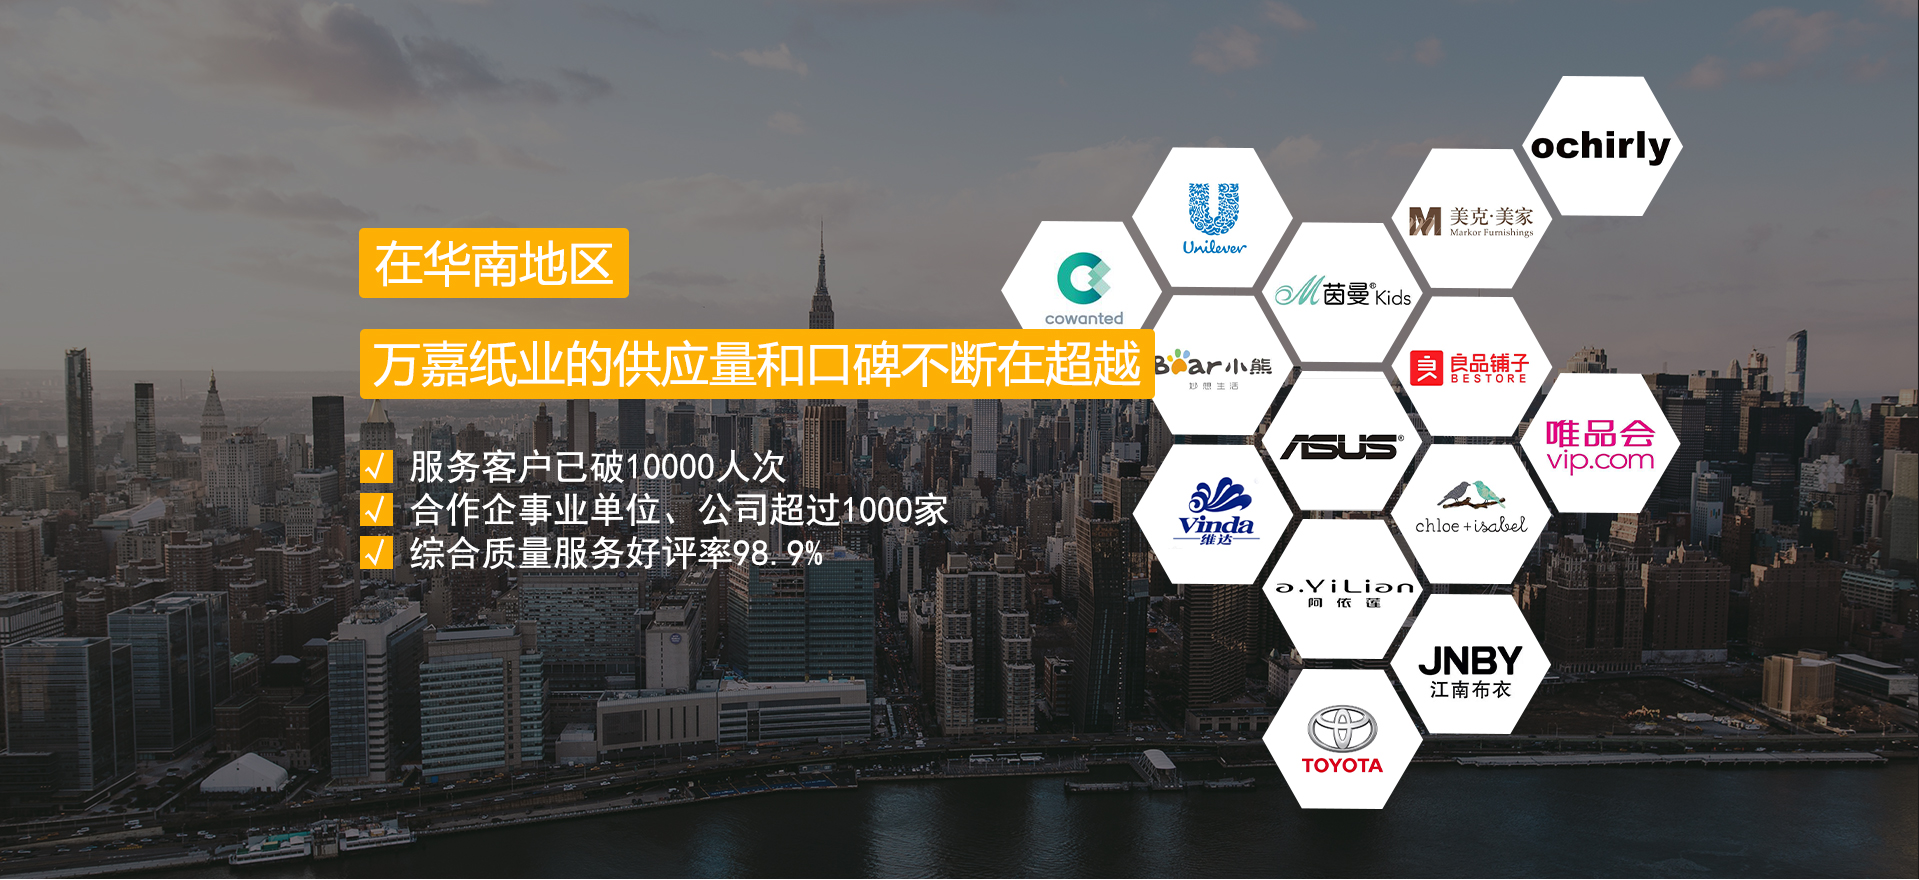 在华南地区
万嘉纸业的供应量和口碑不断在超越
√ 服务客户已破10000人次
√ 合作企事业单位、公司超过1000家
√ 综合质量服务好评率98.9%
ochirly
Unilever
美克·美家
Markor Furnishings
cowanted
茵曼®Kids
Bear小熊
妙想生活
良品铺子
BESTORE
ASUS®
唯品会
vip.com
Vinda
维达
chloe+isabel
a.YiLian
阿依莲
JNBY
江南布衣
TOYOTA